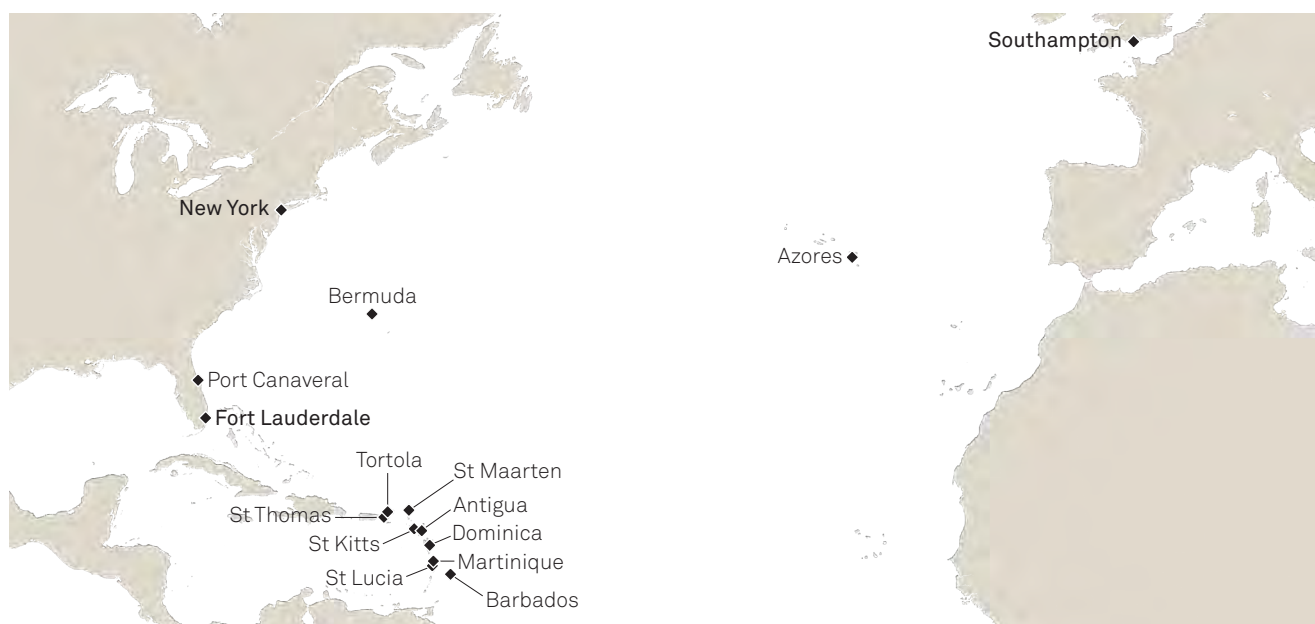 Southampton
New York
Azores
Bermuda
Port Canaveral
Fort Lauderdale
Tortola
St Maarten
Antigua
St Thomas
Dominica
St Kitts
Martinique
St Lucia
Barbados